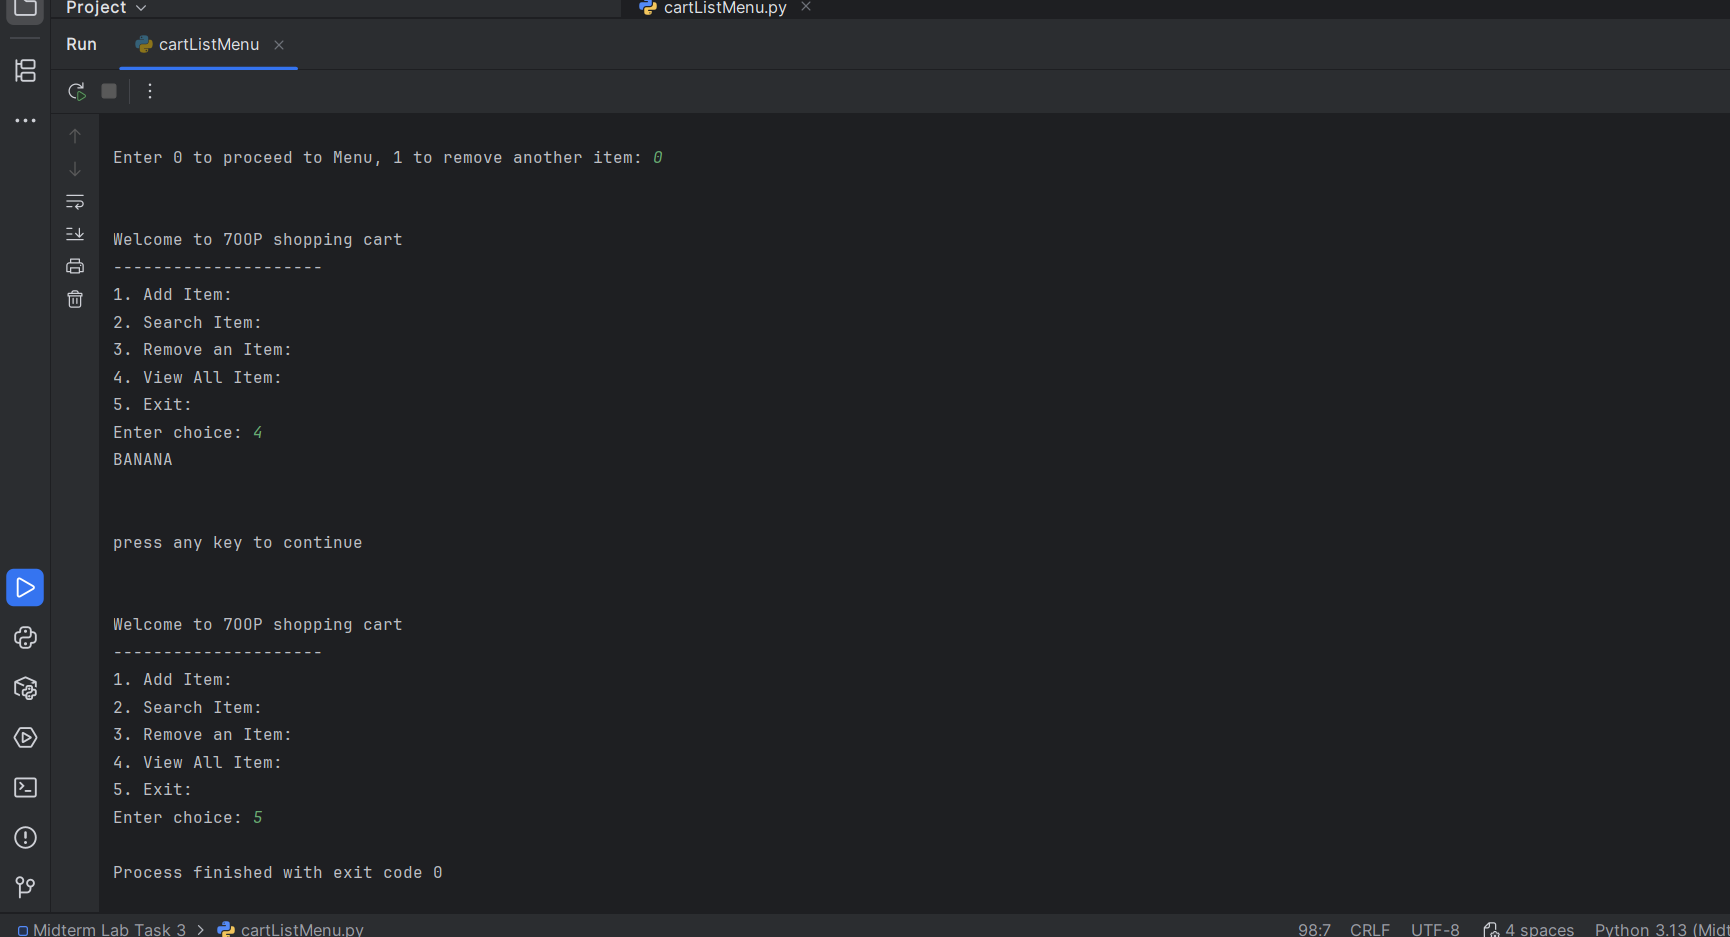 Project
cartListMenu.py
Run
cartListMenu
Enter 0 to proceed to Menu, 1 to remove another item: 0
Welcome to 7OOP shopping cart
---------------------
1. Add Item:
2. Search Item:
3. Remove an Item:
4. View All Item:
5. Exit:
Enter choice: 4
BANANA
press any key to continue
Welcome to 7OOP shopping cart
---------------------
1. Add Item:
2. Search Item:
3. Remove an Item:
4. View All Item:
5. Exit:
Enter choice: 5
Process finished with exit code 0
Midterm Lab Task 3 > cartListMenu.py
98:7 CRLF UTF-8 4 spaces Python 3.13 (Midt